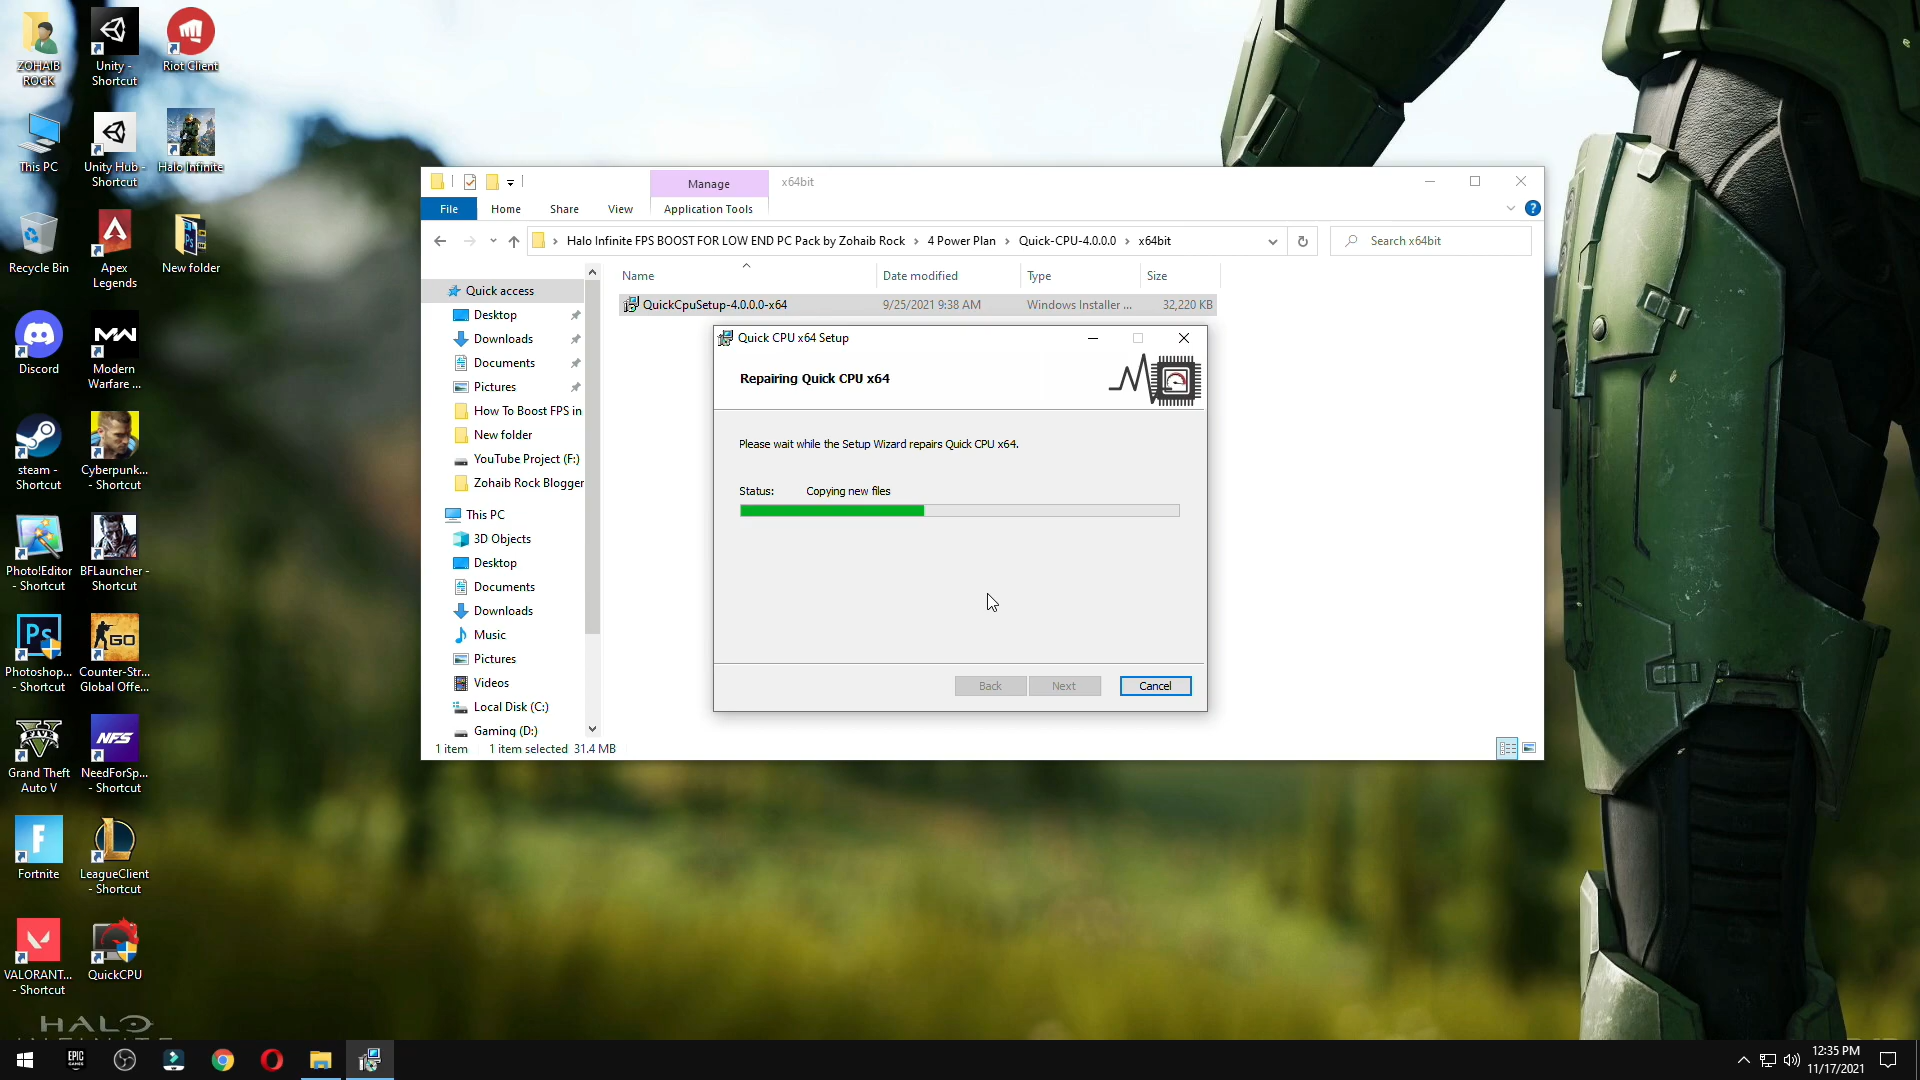 ZOHAIB
ROCK
Unity -
Shortcut
Riot Client
This PC
Unity Hub -
Shortcut
Halo Infinite
Recycle Bin
Apex
Legends
New folder
Discord
Modern
Warfare ...
steam -
Shortcut
Cyberpunk...
- Shortcut
Photo!Editor
- Shortcut
BFLauncher -
Shortcut
Ps
GO
Photoshop...
- Shortcut
Counter-Str...
Global Offe...
FIVE
NFS
Grand Theft
Auto V
NeedForSp...
- Shortcut
Fortnite
LeagueClient
- Shortcut
VALORANT...
- Shortcut
QuickCPU
HALO
Manage
x64bit
File
Home
Share
View
Application Tools
Halo Infinite FPS BOOST FOR LOW END PC Pack by Zohaib Rock > 4 Power Plan > Quick-CPU-4.0.0.0 > x64bit
Search x64bit
Name
Date modified
Type
Size
QuickCpuSetup-4.0.0.0-x64
9/25/2021 9:38 AM
Windows Installer ...
32,220 KB
Quick access
Desktop
Downloads
Documents
Pictures
How To Boost FPS in
New folder
YouTube Project (F:)
Zohaib Rock Blogger
This PC
3D Objects
Desktop
Documents
Downloads
Music
Pictures
Videos
Local Disk (C:)
Gaming (D:)
1 item
1 item selected 31.4 MB
Quick CPU x64 Setup
Repairing Quick CPU x64
Please wait while the Setup Wizard repairs Quick CPU x64.
Status:
Copying new files
Back
Next
Cancel
EPIC
GAMES
12:35 PM
11/17/2021